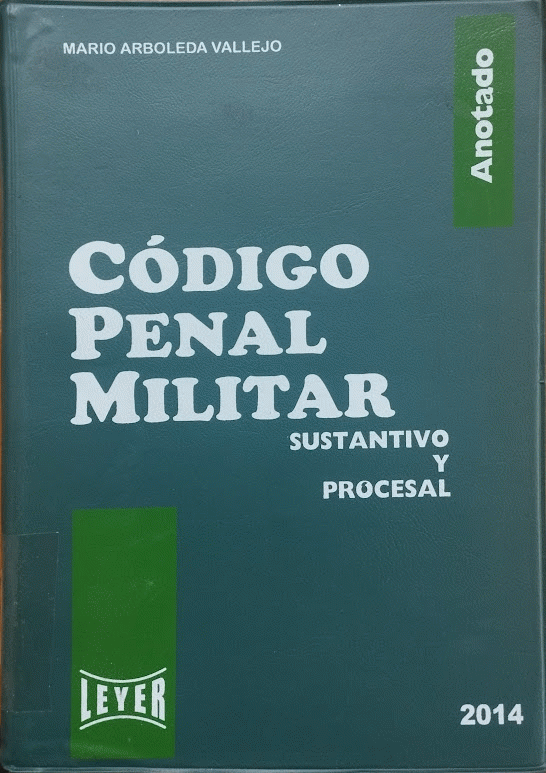 MARIO ARBOLEDA VALLEJO
Anotado
CÓDIGO
PENAL
MILITAR
SUSTANTIVO
Y
PROCESAL
LEYER
2014